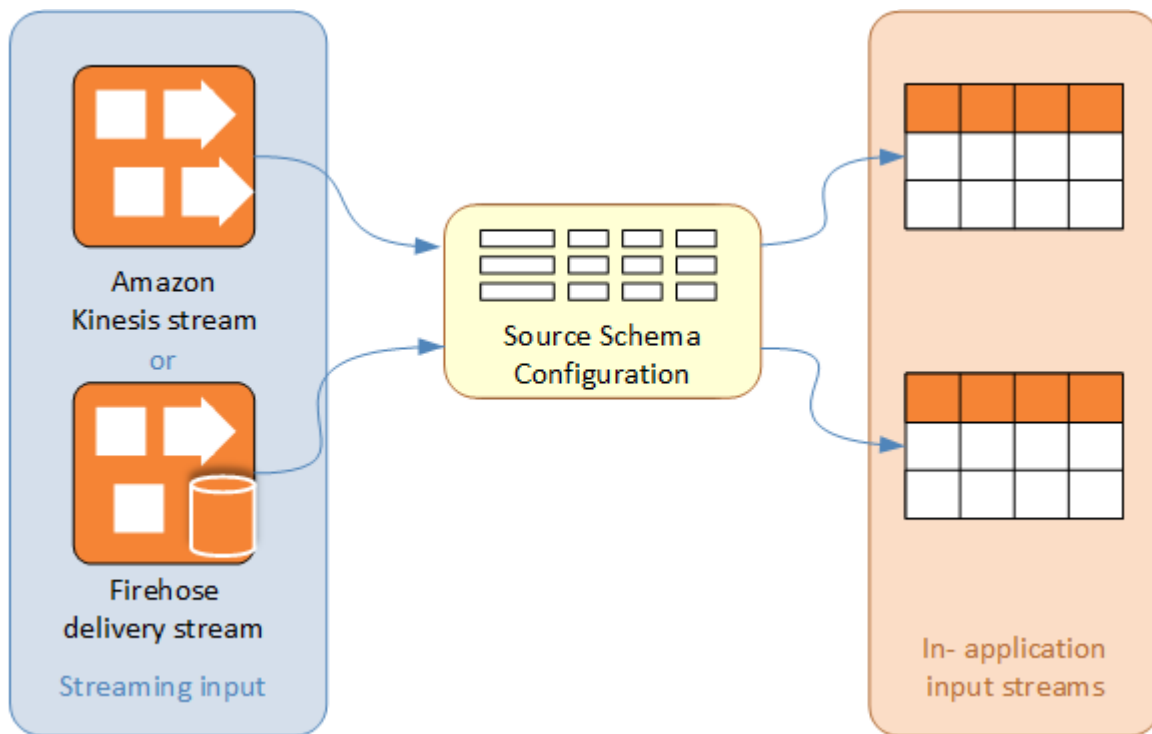 Amazon
Kinesis stream
or
Firehose
delivery stream
Streaming input
Source Schema
Configuration
In- application
input streams